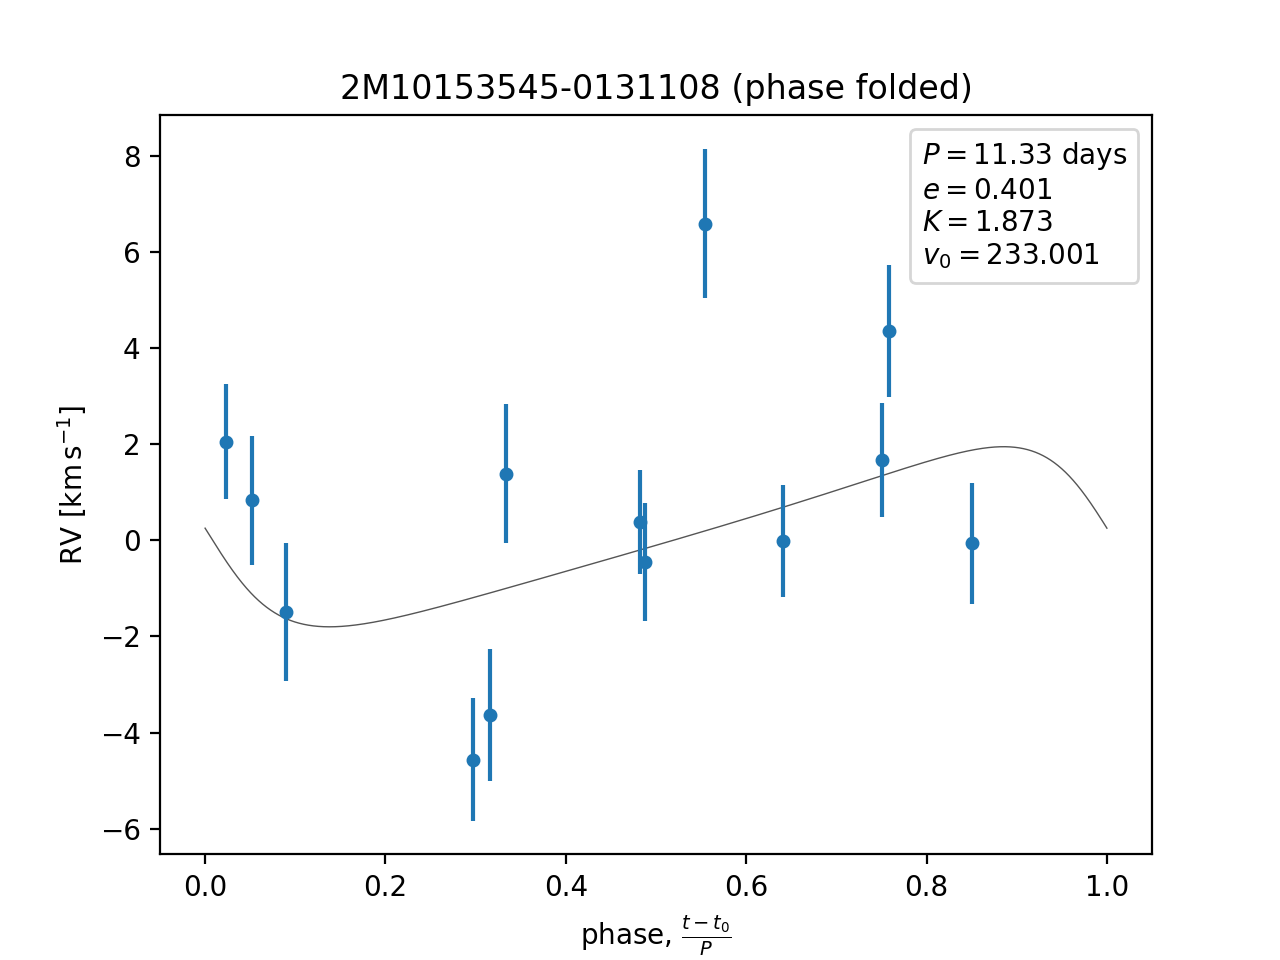 2M10153545-0131108 (phase folded)
P = 11.33 days
e = 0.401
K = 1.873
v₀ = 233.001
RV [km s⁻¹]
8
6
4
2
0
−2
−4
−6
0.0 0.2 0.4 0.6 0.8 1.0
phase, (t − t₀)/P